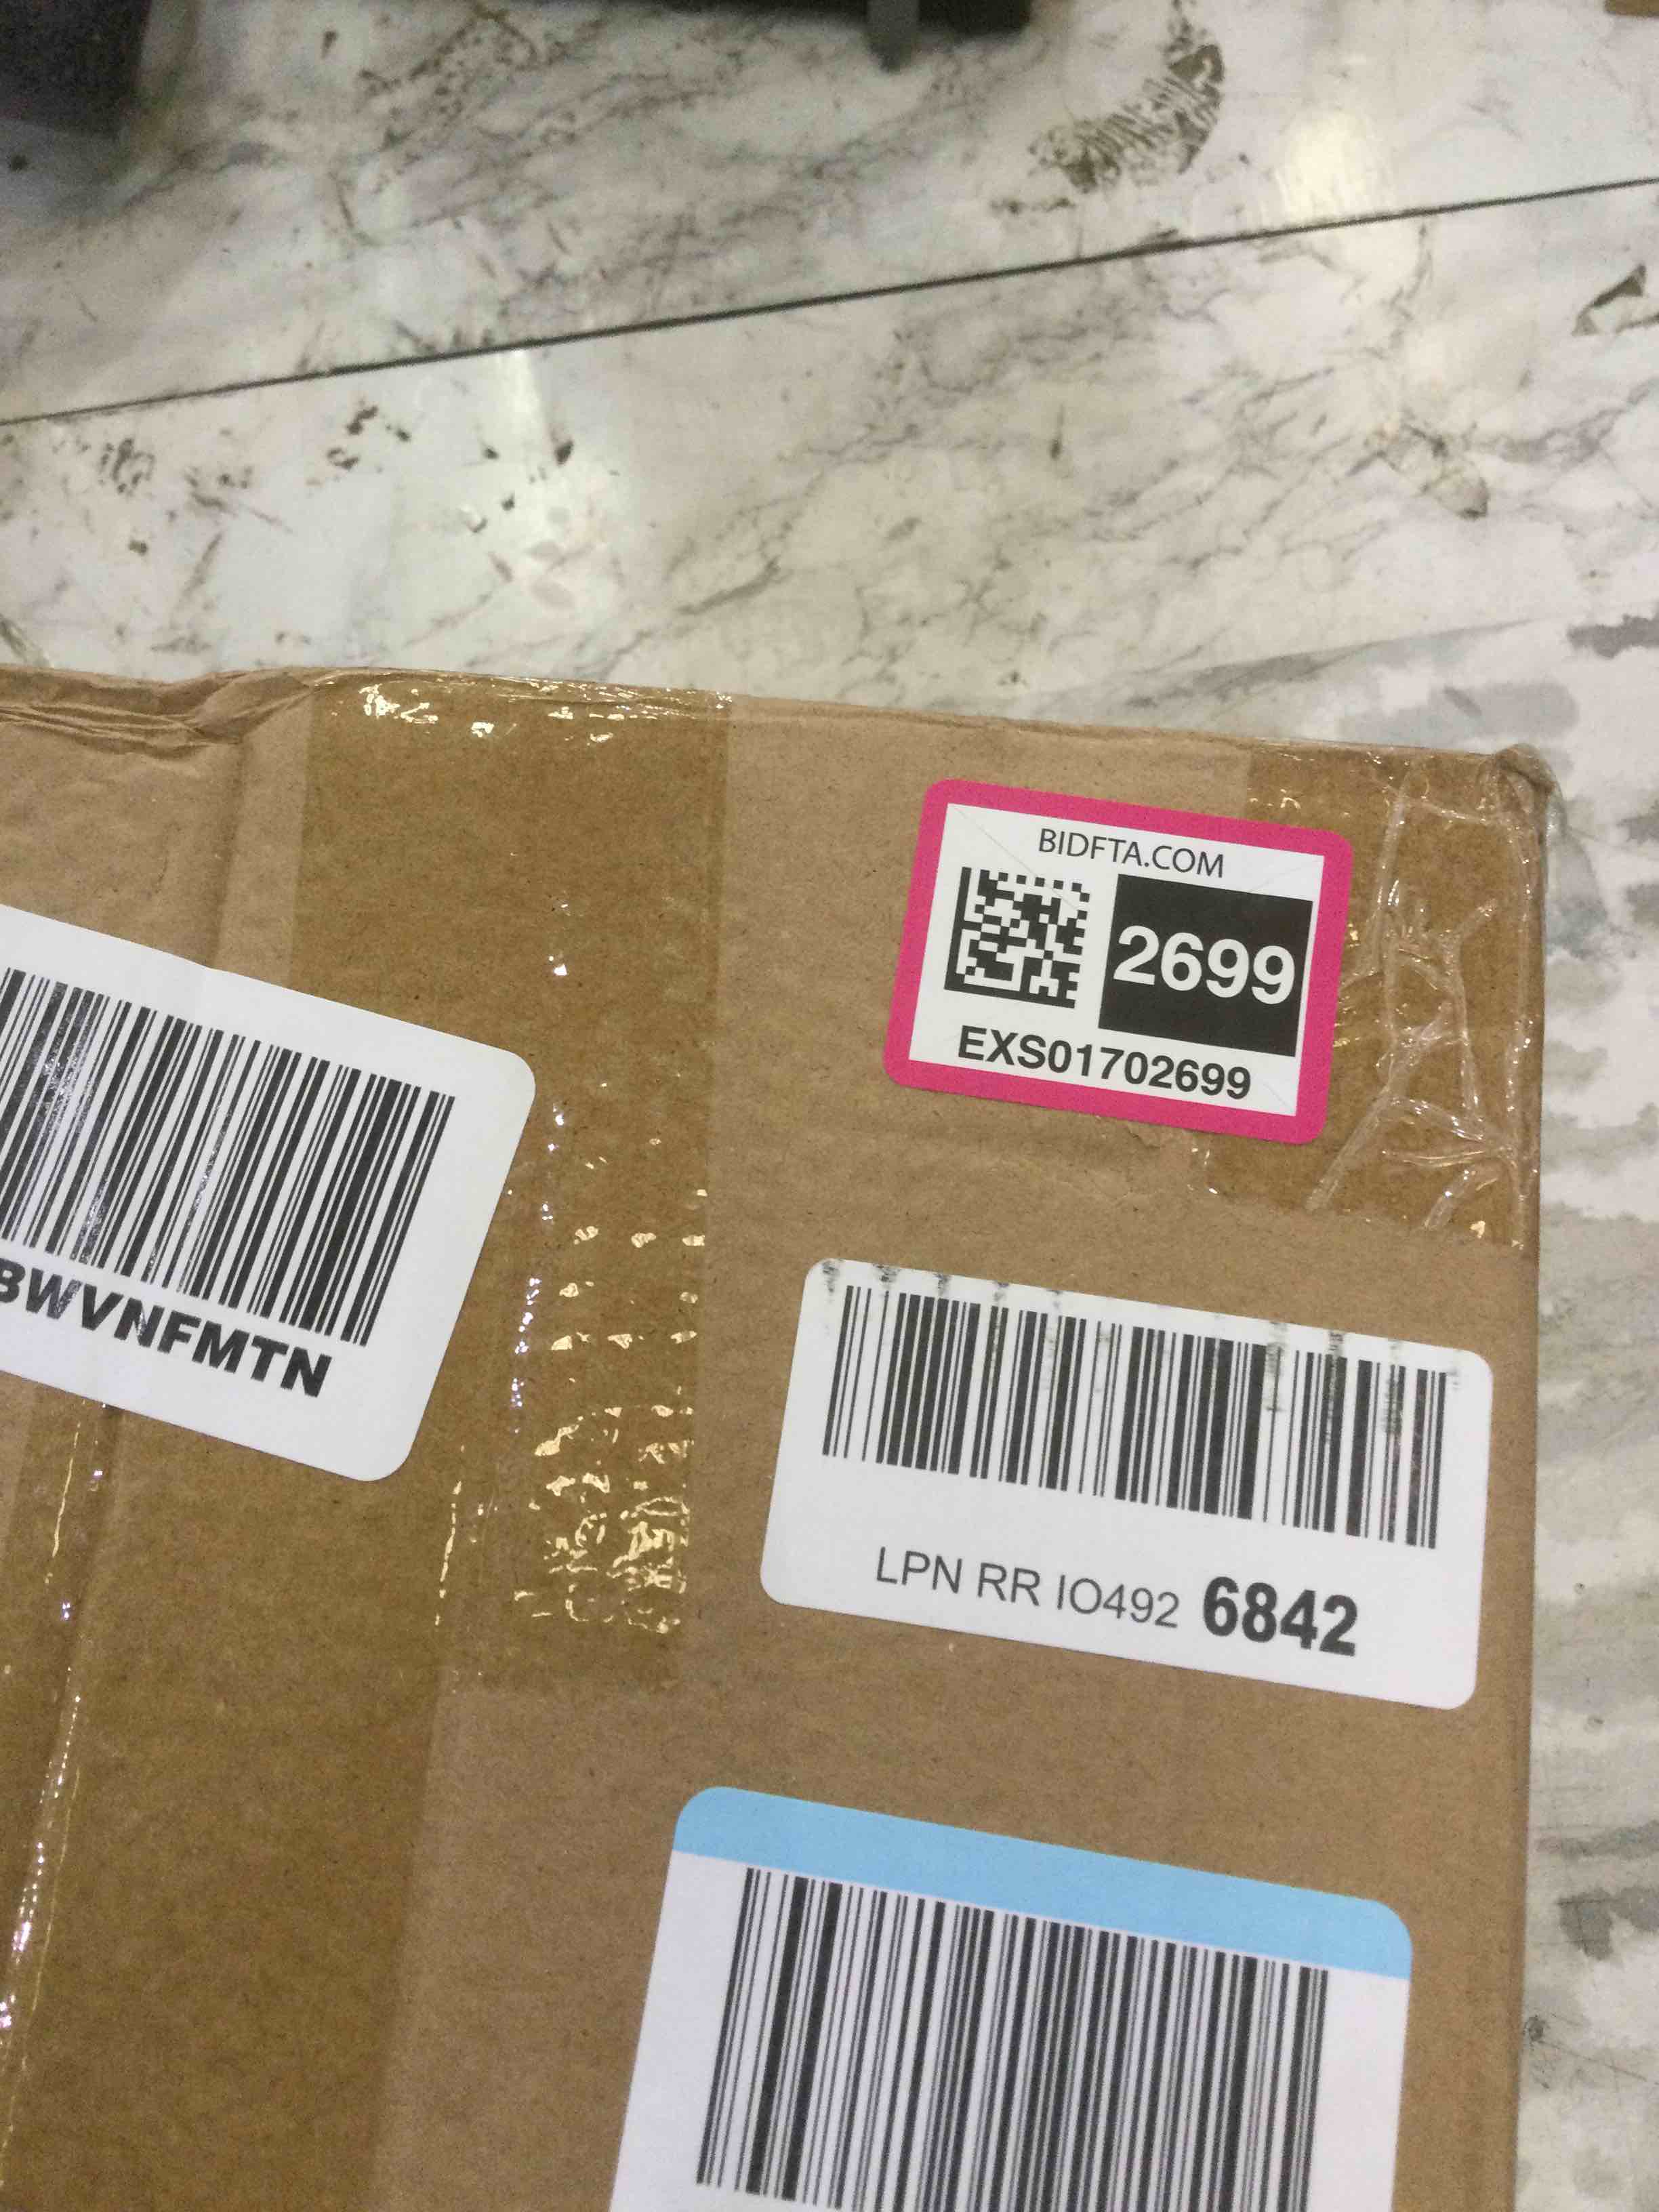 BIDFTA.COM
2699
EXS01702699
BWVNFMTN
LPN RR IO492 6842